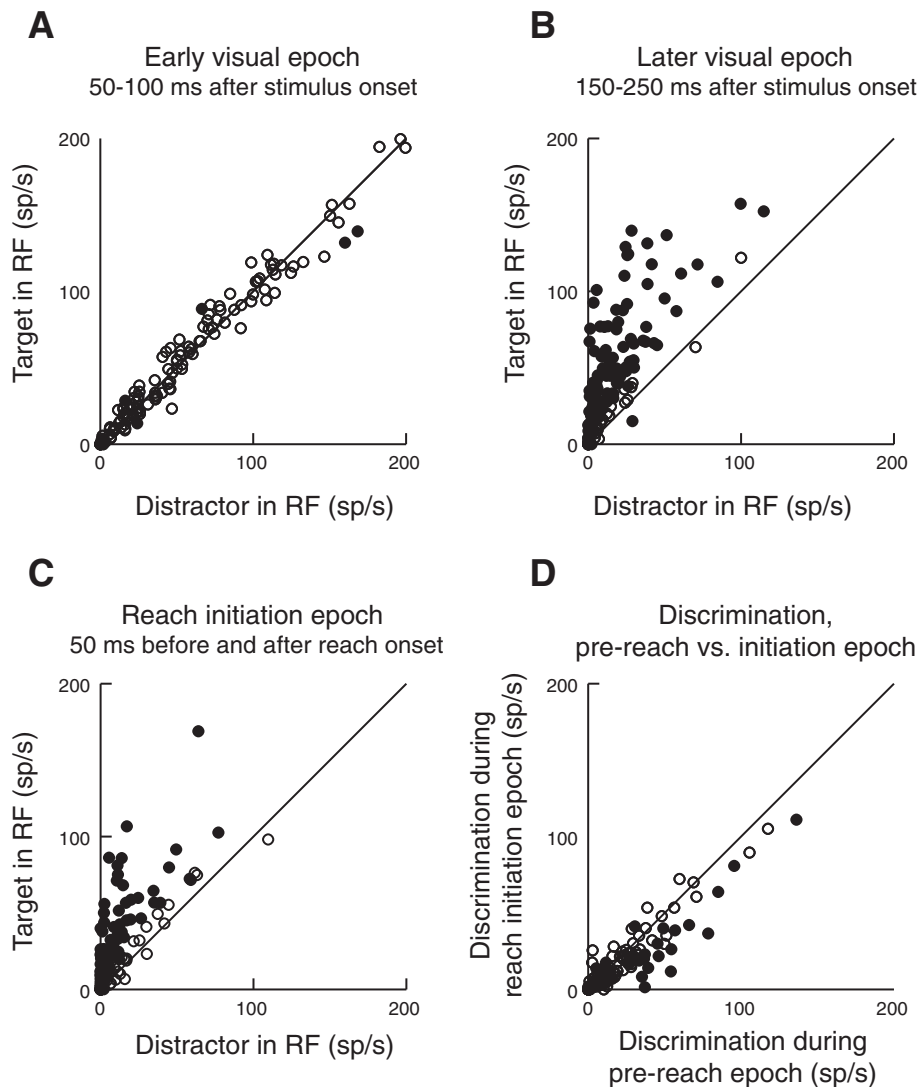 A
Early visual epoch
50-100 ms after stimulus onset
200
100
0
Target in RF (sp/s)
0 100 200
Distractor in RF (sp/s)
B
Later visual epoch
150-250 ms after stimulus onset
200
100
0
Target in RF (sp/s)
0 100 200
Distractor in RF (sp/s)
C
Reach initiation epoch
50 ms before and after reach onset
200
100
0
Target in RF (sp/s)
0 100 200
Distractor in RF (sp/s)
D
Discrimination,
pre-reach vs. initiation epoch
200
100
0
Discrimination during
reach initiation epoch (sp/s)
0 100 200
Discrimination during
pre-reach epoch (sp/s)